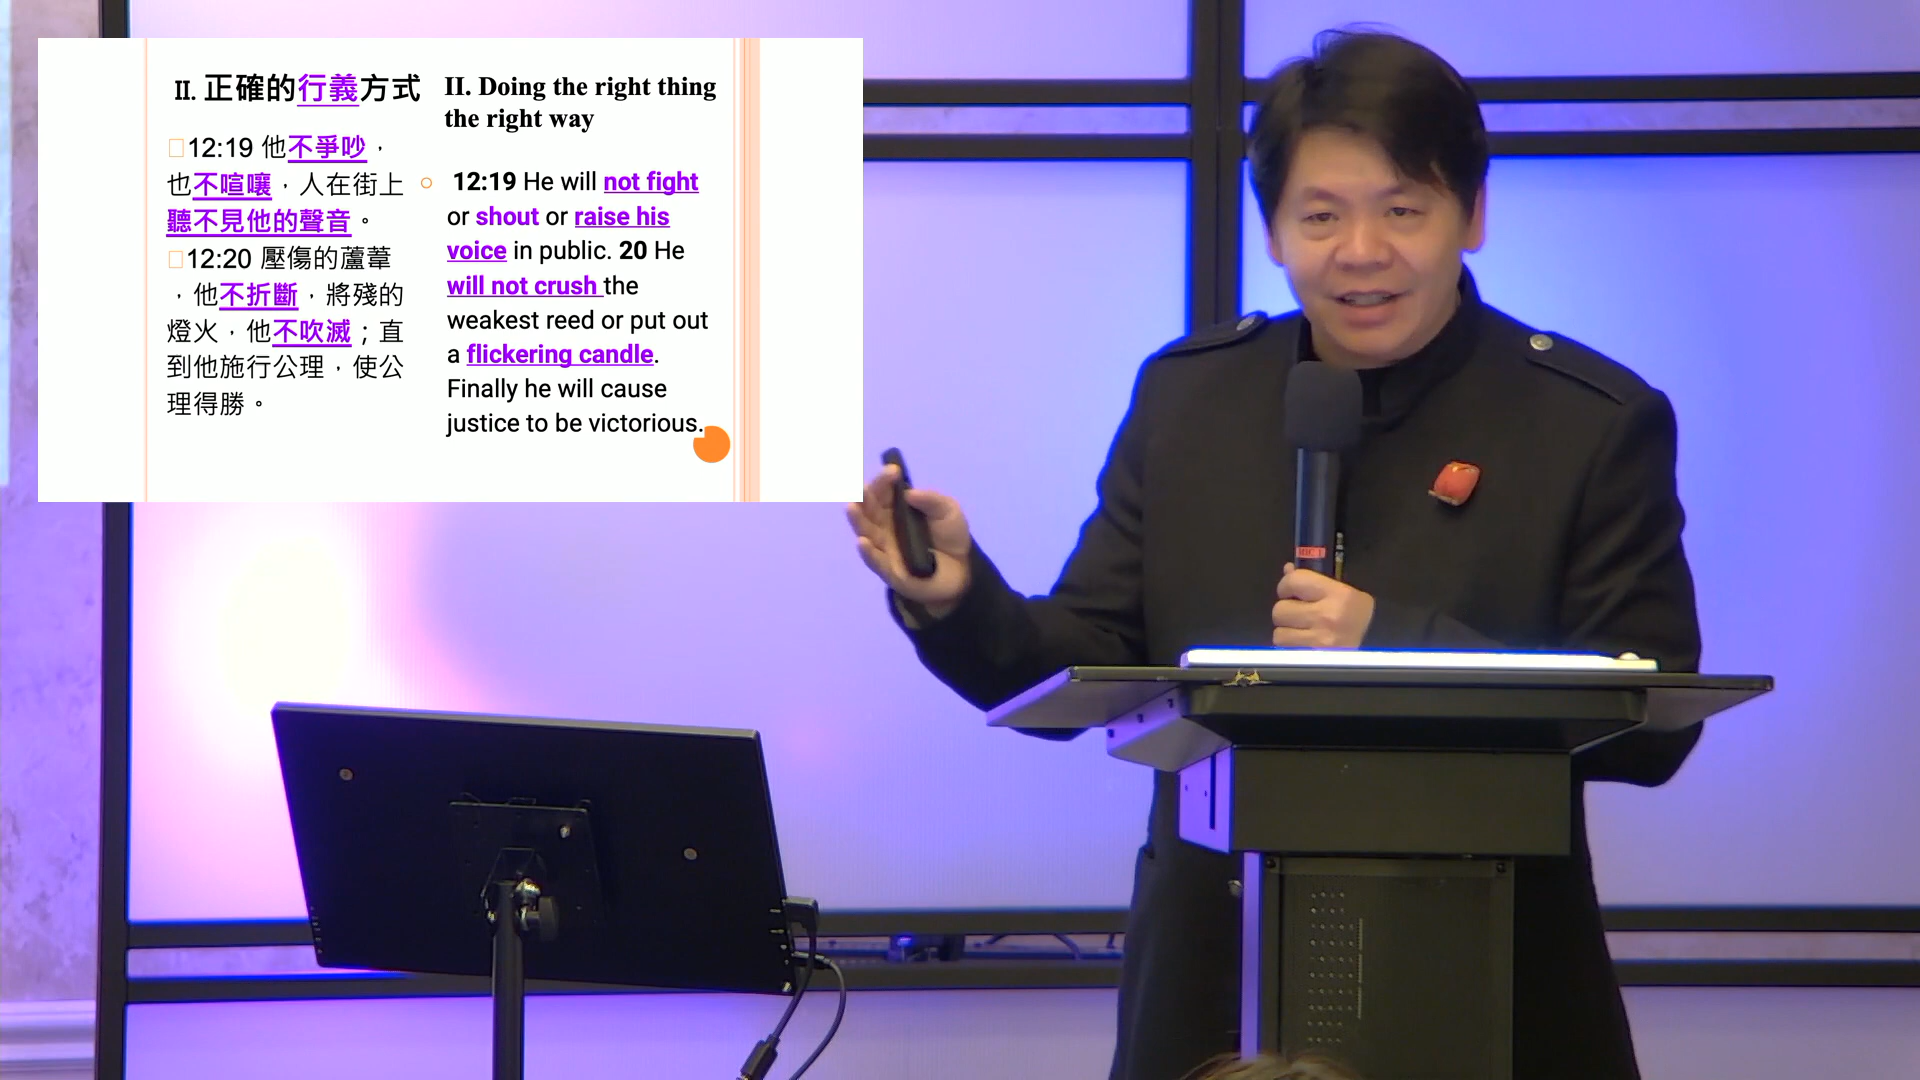 II. 正確的行義方式
12:19 他不爭吵，
也不喧嚷，人在街上
聽不見他的聲音。
12:20 壓傷的蘆葦
，他不折斷，將殘的
燈火，他不吹滅；直
到他施行公理，使公
理得勝。
II. Doing the right thing
the right way
12:19 He will not fight
or shout or raise his
voice in public. 20 He
will not crush the
weakest reed or put out
a flickering candle.
Finally he will cause
justice to be victorious.